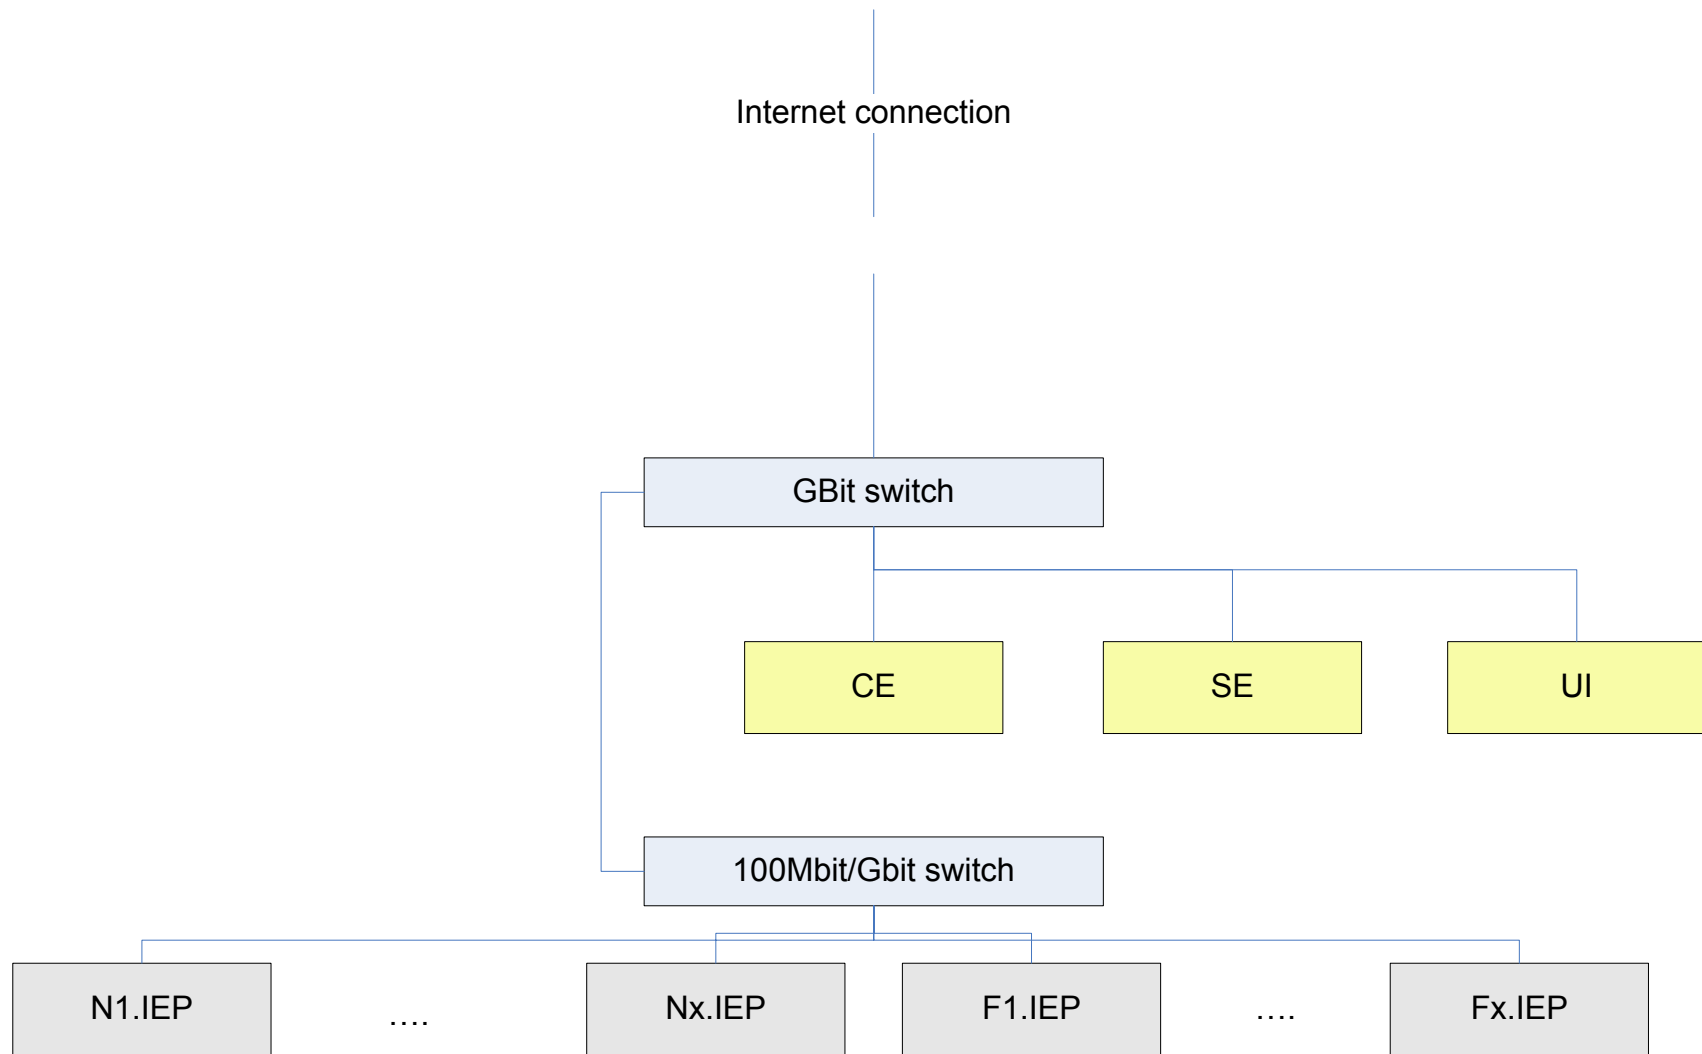 Internet connection
GBit switch
CE
SE
UI
100Mbit/Gbit switch
N1.IEP
....
Nx.IEP
F1.IEP
....
Fx.IEP